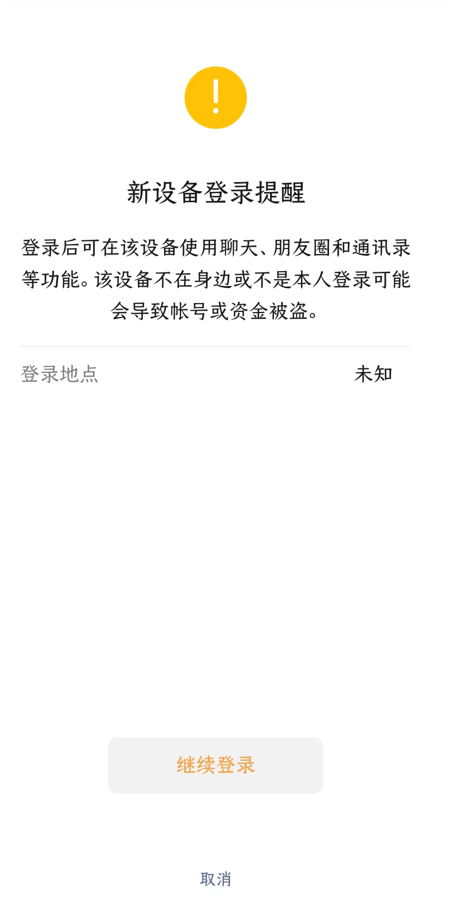 新设备登录提醒
登录后可在该设备使用聊天、朋友圈和通讯录
等功能。该设备不在身边或不是本人登录可能
会导致帐号或资金被盗。
登录地点 未知
继续登录
取消